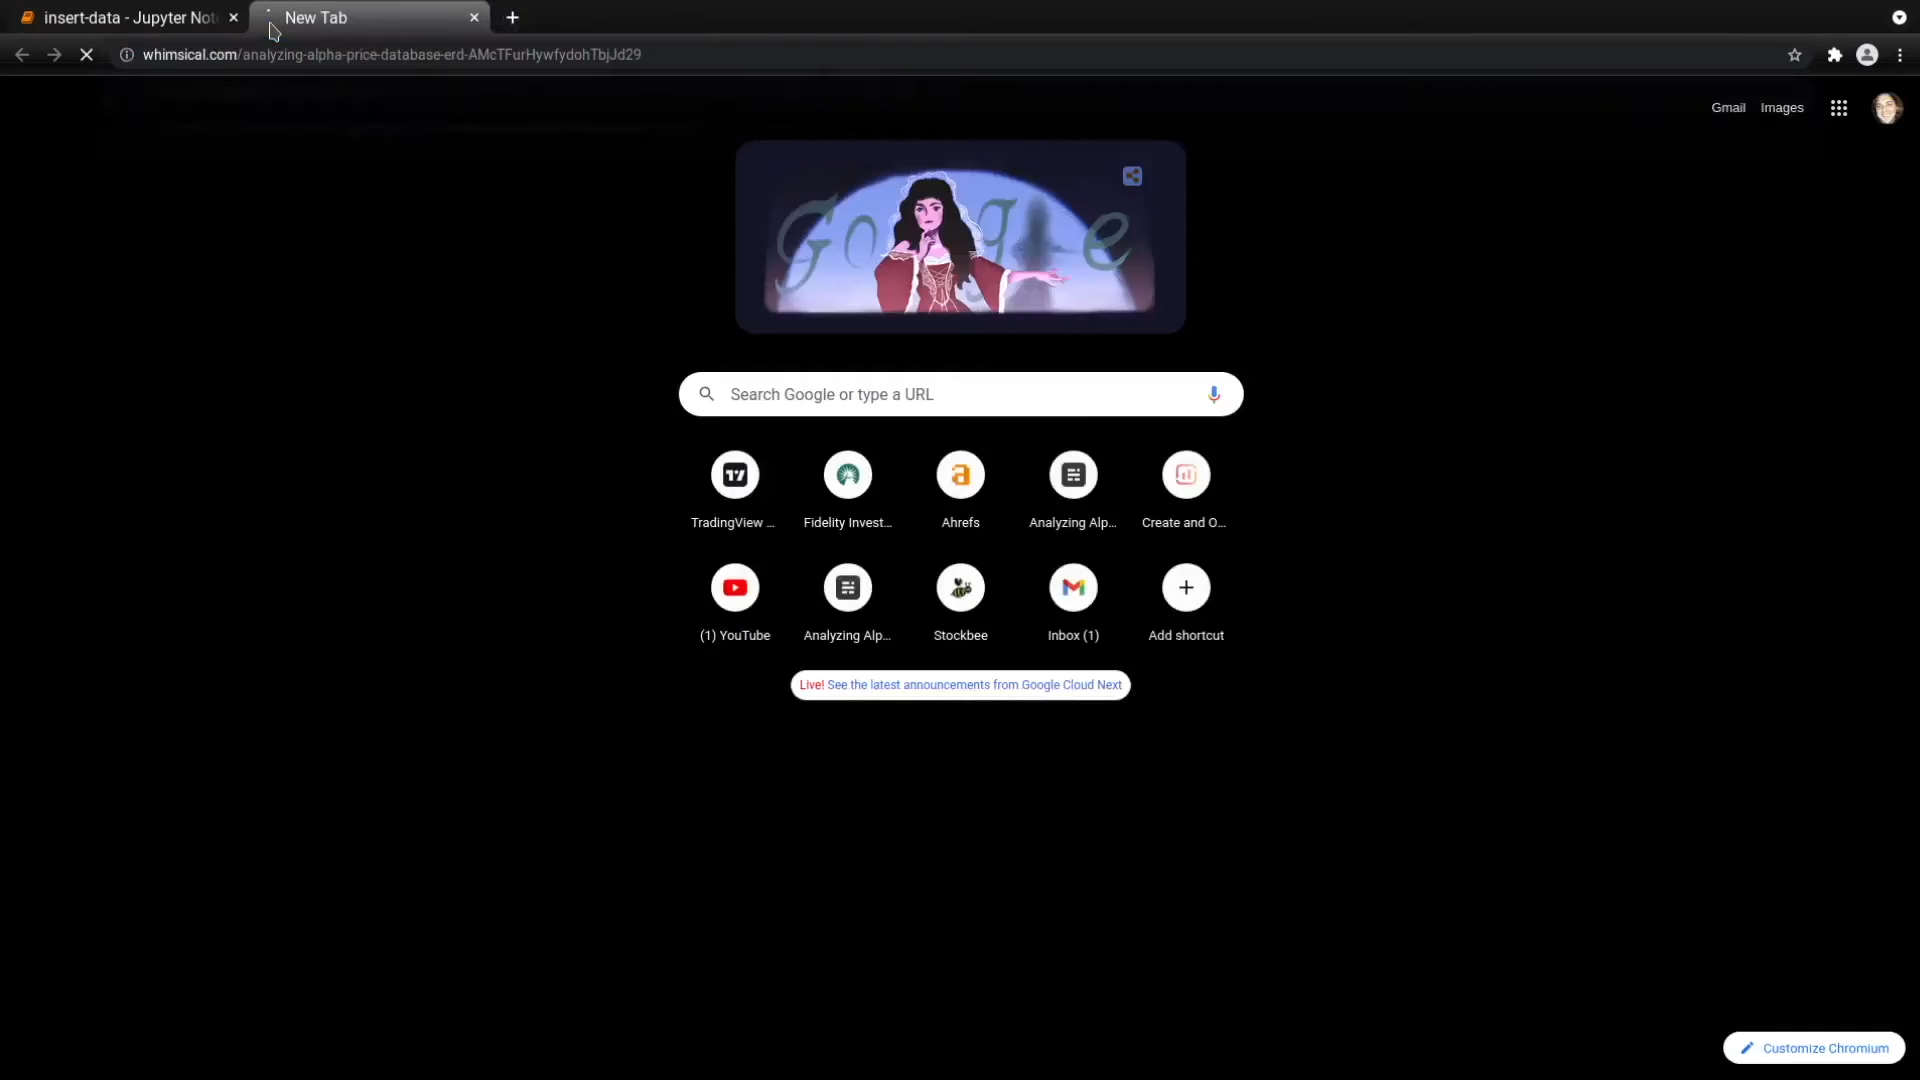 insert-data - Jupyter Not
New Tab
whimsical.com/analyzing-alpha-price-database-erd-AMcTFurHywfydohTbjJd29
Gmail Images
Google
Search Google or type a URL
TradingView ... Fidelity Invest... Ahrefs Analyzing Alp... Create and O...
(1) YouTube Analyzing Alp... Stockbee Inbox (1) Add shortcut
Live! See the latest announcements from Google Cloud Next
Customize Chromium